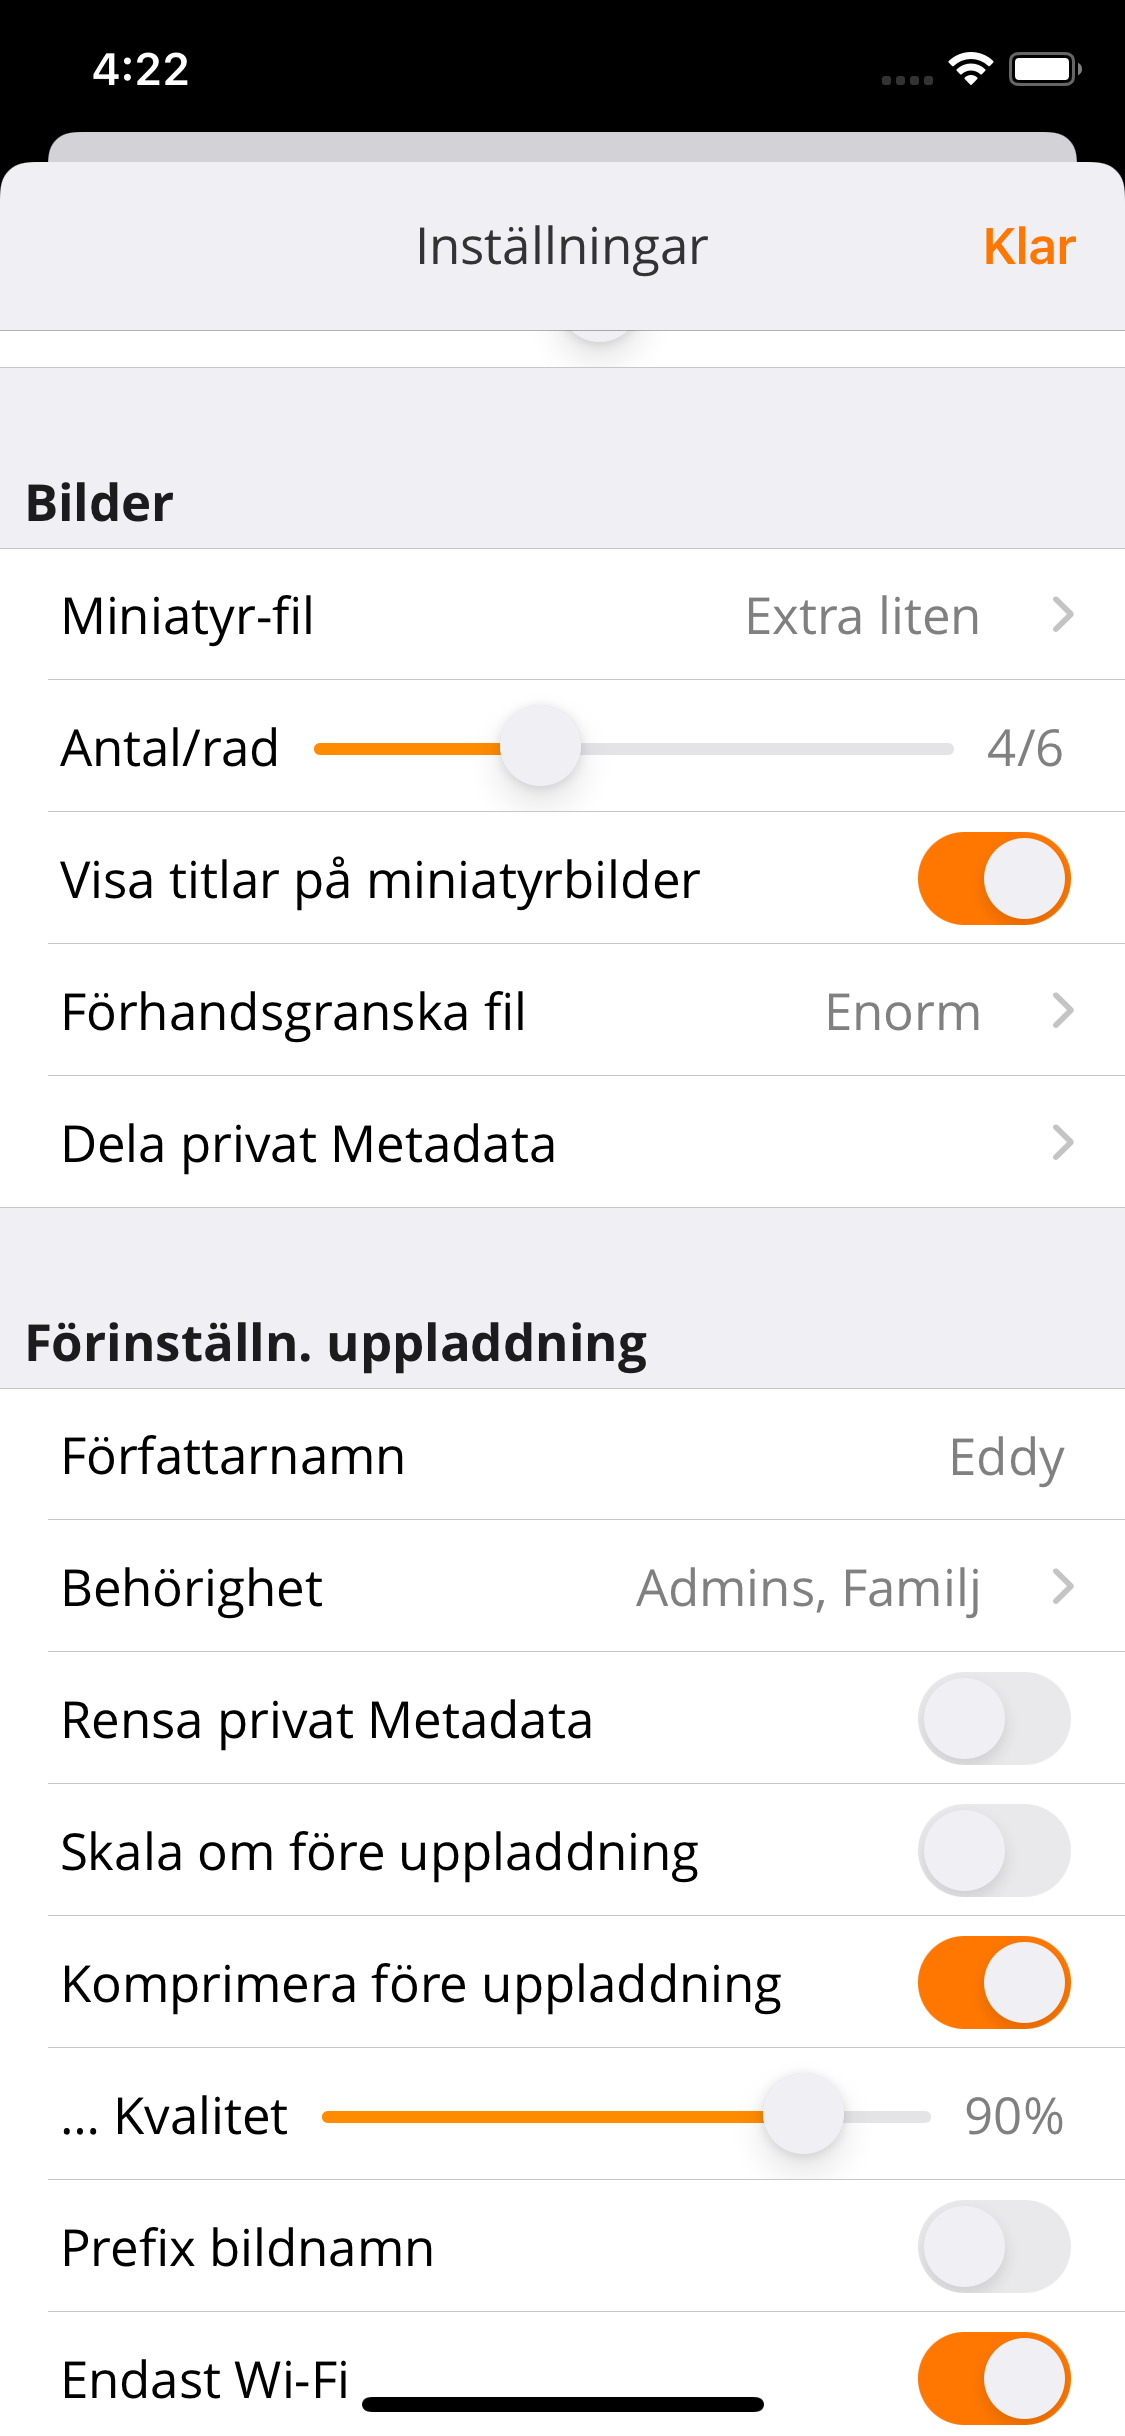 4:22
Inställningar
Klar
Bilder
Miniatyr-fil
Extra liten
Antal/rad
4/6
Visa titlar på miniatyrbilder
Förhandsgranska fil
Enorm
Dela privat Metadata
Förinställn. uppladdning
Författarnamn
Eddy
Behörighet
Admins, Familj
Rensa privat Metadata
Skala om före uppladdning
Komprimera före uppladdning
... Kvalitet
90%
Prefix bildnamn
Endast Wi-Fi